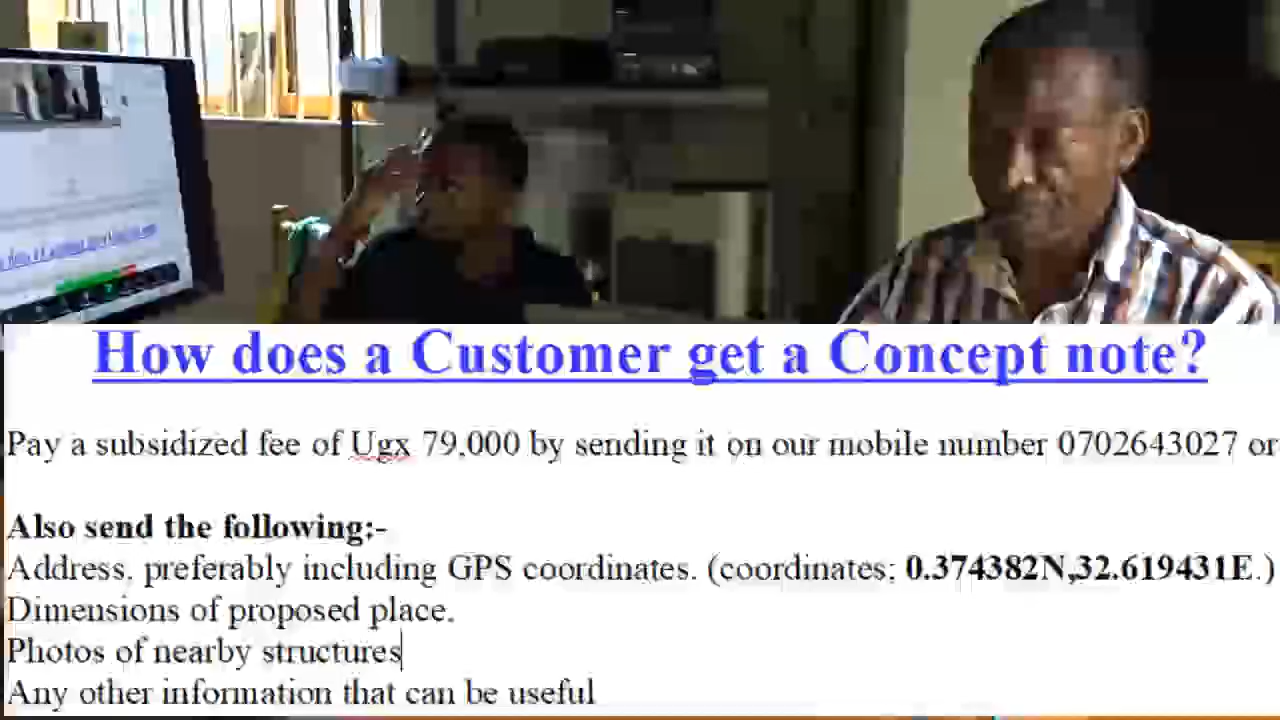 How does a Customer get a Concept note?
Pay a subsidized fee of Ugx 79,000 by sending it on our mobile number 0702643027 or
Also send the following:-
Address. preferably including GPS coordinates. (coordinates; 0.374382N,32.619431E.)
Dimensions of proposed place.
Photos of nearby structures
Any other information that can be useful